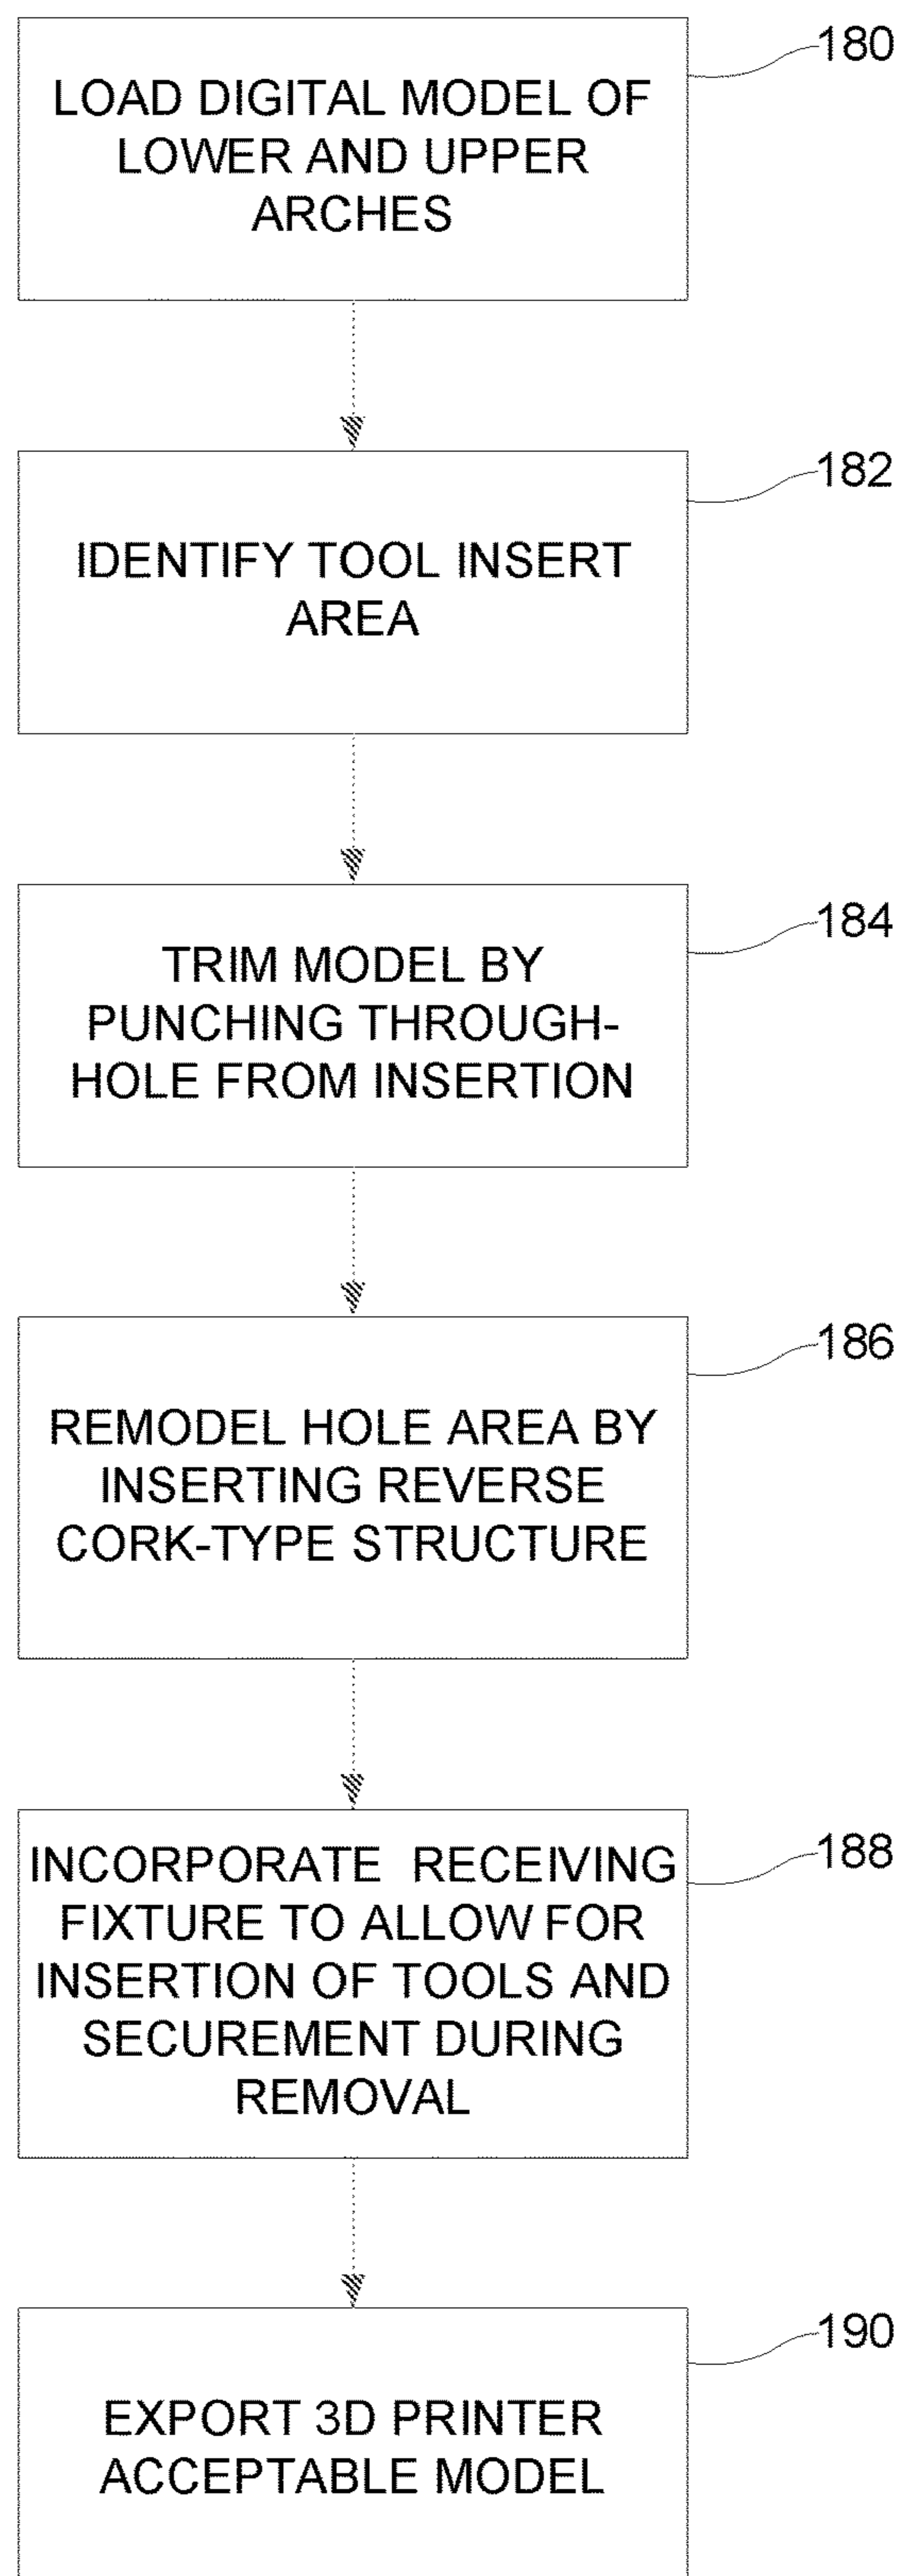 180
LOAD DIGITAL MODEL OF
LOWER AND UPPER
ARCHES
182
IDENTIFY TOOL INSERT
AREA
184
TRIM MODEL BY
PUNCHING THROUGH-
HOLE FROM INSERTION
186
REMODEL HOLE AREA BY
INSERTING REVERSE
CORK-TYPE STRUCTURE
188
INCORPORATE RECEIVING
FIXTURE TO ALLOW FOR
INSERTION OF TOOLS AND
SECUREMENT DURING
REMOVAL
190
EXPORT 3D PRINTER
ACCEPTABLE MODEL